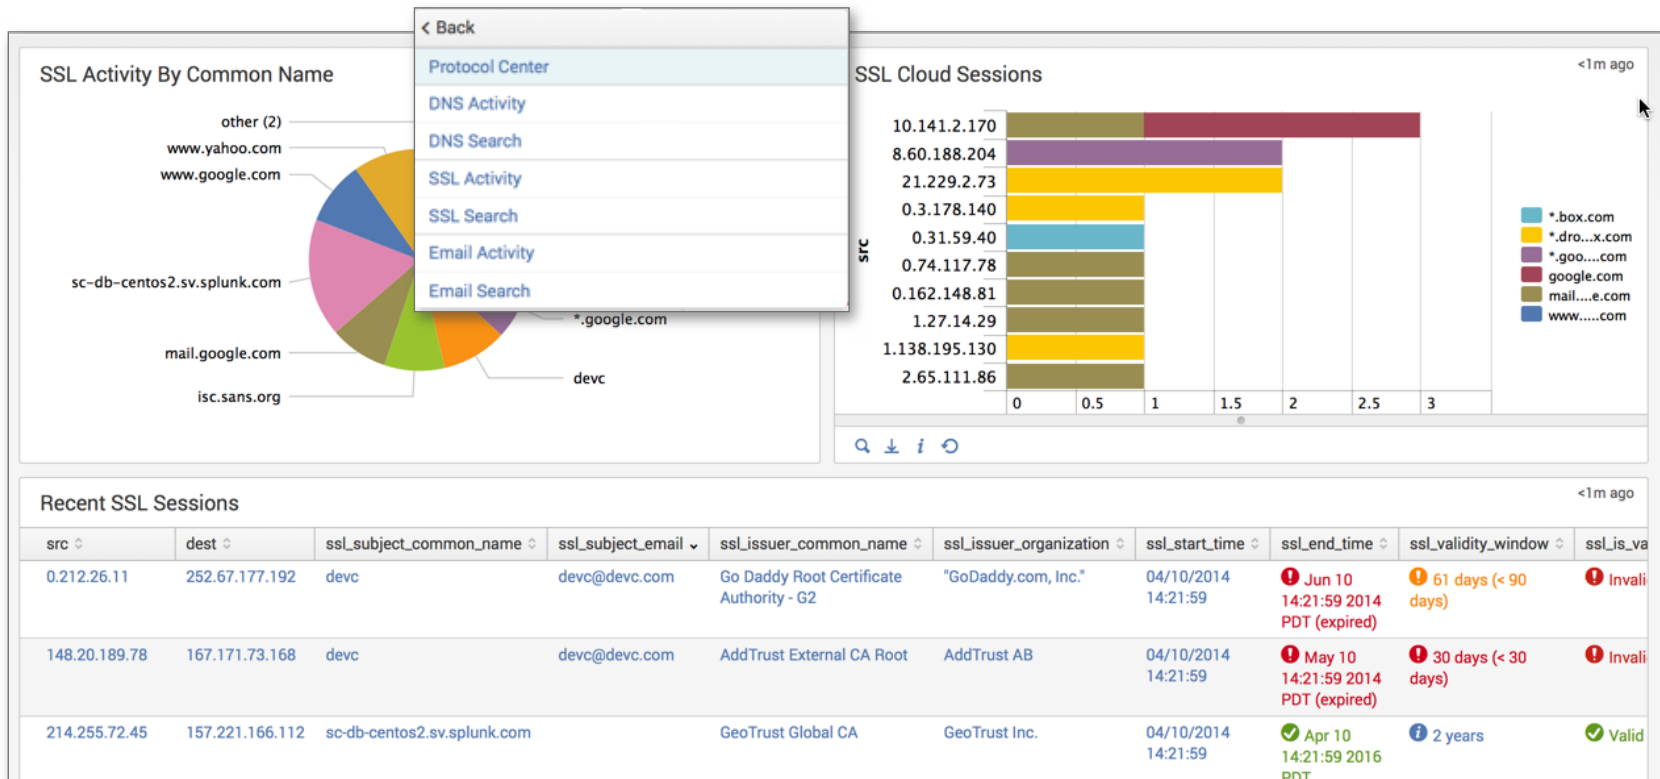 < Back
Protocol Center
DNS Activity
DNS Search
SSL Activity
SSL Search
Email Activity
Email Search
SSL Activity By Common Name
other (2)
www.yahoo.com
www.google.com
sc-db-centos2.sv.splunk.com
mail.google.com
isc.sans.org
*.google.com
devc
SSL Cloud Sessions
<1m ago
src
10.141.2.170
8.60.188.204
21.229.2.73
0.3.178.140
0.31.59.40
0.74.117.78
0.162.148.81
1.27.14.29
1.138.195.130
2.65.111.86
0 0.5 1 1.5 2 2.5 3
*.box.com
*.dro...x.com
*.goo....com
google.com
mail....e.com
www.....com
Recent SSL Sessions
<1m ago
src dest ssl_subject_common_name ssl_subject_email ssl_issuer_common_name ssl_issuer_organization ssl_start_time ssl_end_time ssl_validity_window ssl_is_va
0.212.26.11 252.67.177.192 devc devc@devc.com Go Daddy Root Certificate "GoDaddy.com, Inc." 04/10/2014 Jun 10 61 days (< 90 Invali
Authority - G2 14:21:59 14:21:59 2014 days)
PDT (expired)
148.20.189.78 167.171.73.168 devc devc@devc.com AddTrust External CA Root AddTrust AB 04/10/2014 May 10 30 days (< 30 Invali
14:21:59 14:21:59 2014 days)
PDT (expired)
214.255.72.45 157.221.166.112 sc-db-centos2.sv.splunk.com GeoTrust Global CA GeoTrust Inc. 04/10/2014 Apr 10 2 years Valid
14:21:59 14:21:59 2016
PDT